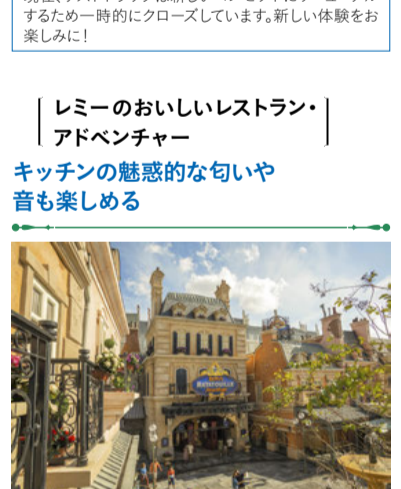 するため一時的にクローズしています。新しい体験をお
楽しみに！
レミーのおいしいレストラン・
アドベンチャー
キッチンの魅惑的な匂いや
音も楽しめる